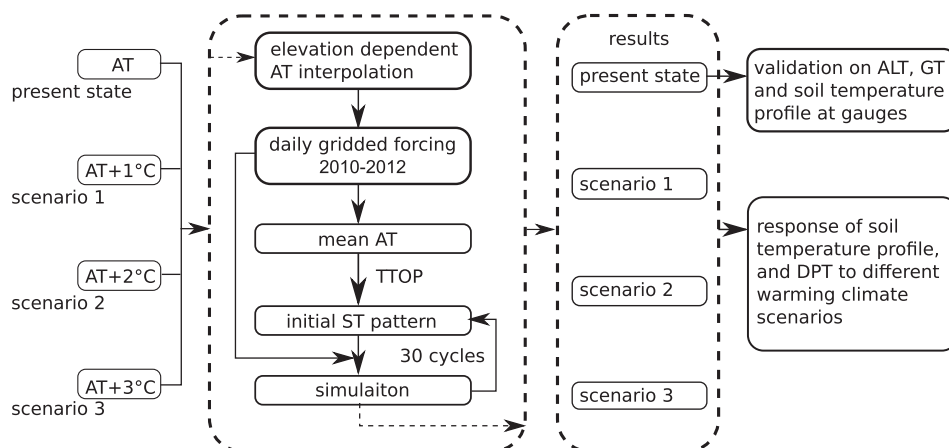 AT
present state
AT+1°C
scenario 1
AT+2°C
scenario 2
AT+3°C
scenario 3
elevation dependent
AT interpolation
daily gridded forcing
2010-2012
mean AT
TTOP
initial ST pattern
30 cycles
simulaiton
results
present state
scenario 1
scenario 2
scenario 3
validation on ALT, GT
and soil temperature
profile at gauges
response of soil
temperature profile,
and DPT to different
warming climate
scenarios